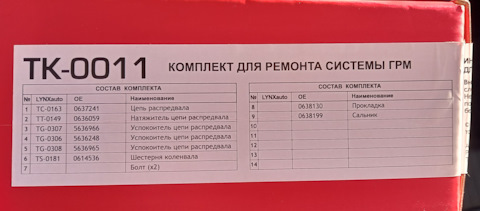 TK-0011 КОМПЛЕКТ ДЛЯ РЕМОНТА СИСТЕМЫ ГРМ
СОСТАВ КОМПЛЕКТА
№ LYNXauto OE Наименование
1 TC-0163 0637241 Цепь распредвала
2 TT-0149 0636059 Натяжитель цепи распредвала
3 TG-0307 5636966 Успокоитель цепи распредвала
4 TG-0306 5636248 Успокоитель цепи распредвала
5 TG-0308 5636965 Успокоитель цепи распредвала
6 TS-0181 0614536 Шестерня коленвала
7 Болт (x2)
СОСТАВ КОМПЛЕКТА
№ LYNXauto OE Наименование
8 0638130 Прокладка
9 0638199 Сальник
10
11
12
13
14